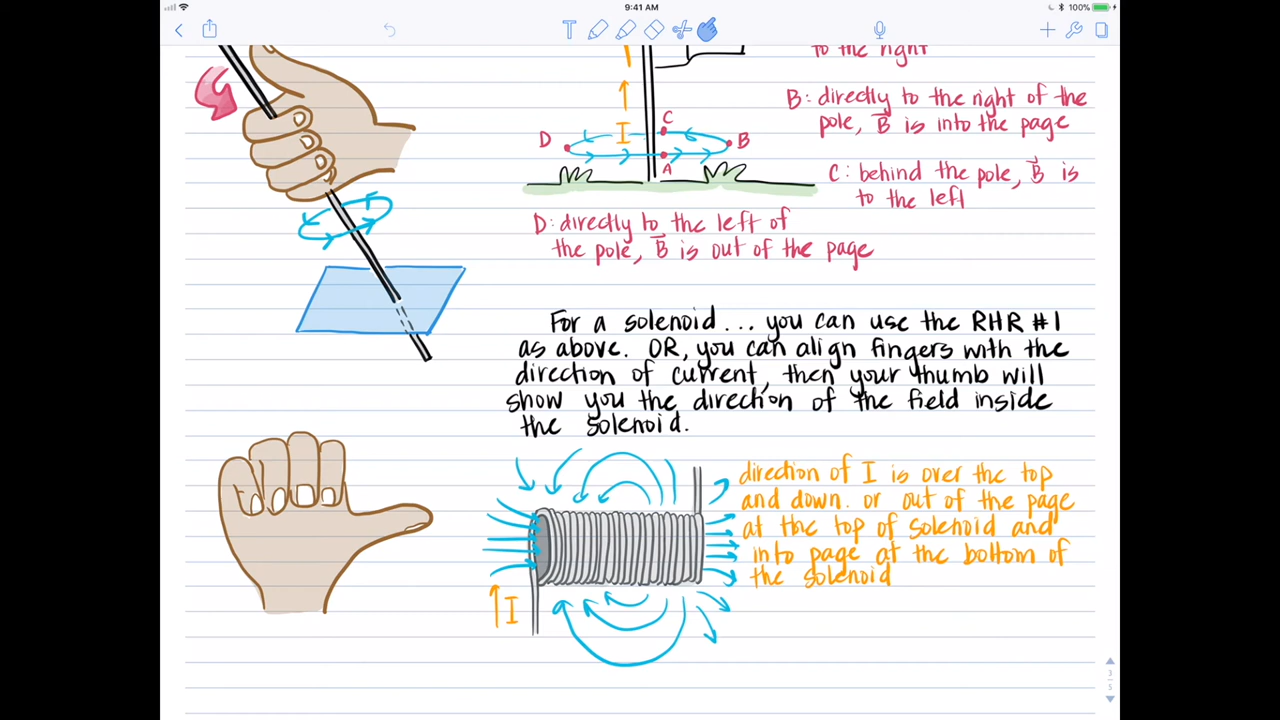 9:41 AM
100%
T
to the right
I
C
D
B
A
B: directly to the right of the
pole, B is into the page
C: behind the pole, B is
to the left
D: directly to the left of
the pole, B is out of the page
For a solenoid... you can use the RHR #1
as above. OR, you can align fingers with the
direction of current, then your thumb will
show you the direction of the field inside
the solenoid.
direction of I is over the top
and down. or out of the page
at the top of solenoid and
into page at the bottom of
the solenoid
I
3
5